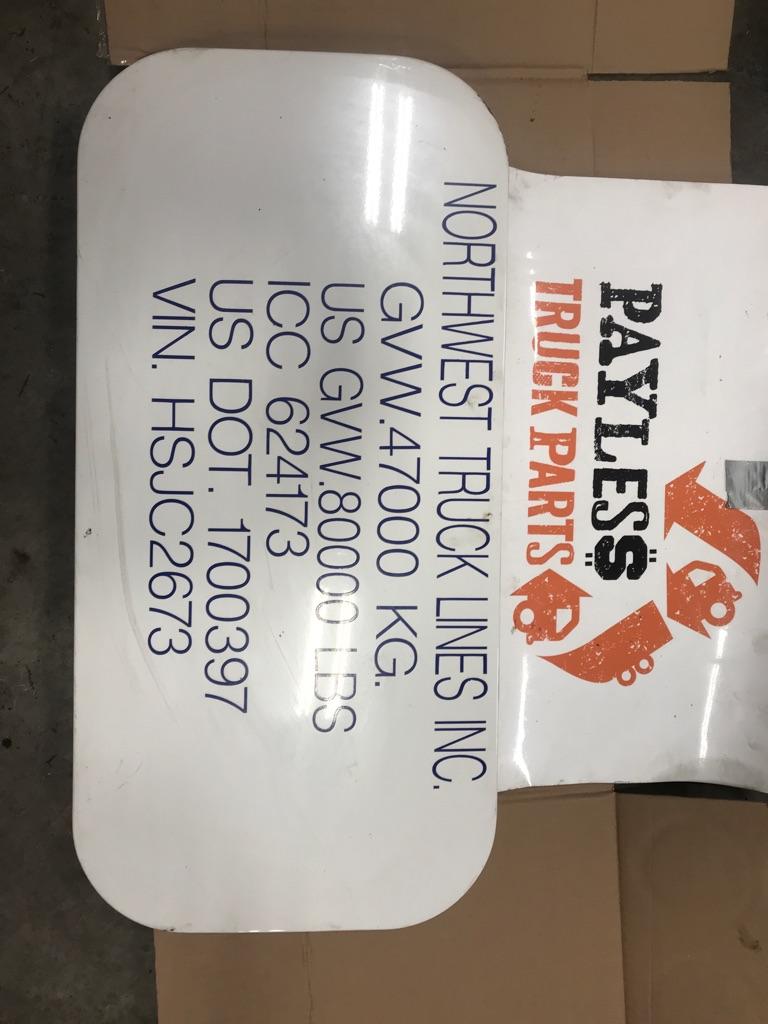 PAYLESS
TRUCK PARTS
NORTHWEST TRUCK LINES INC.
GVW.47000 KG.
US GVW.80000 LBS
ICC 624173
US DOT. 1700397
VIN. HSJC2673